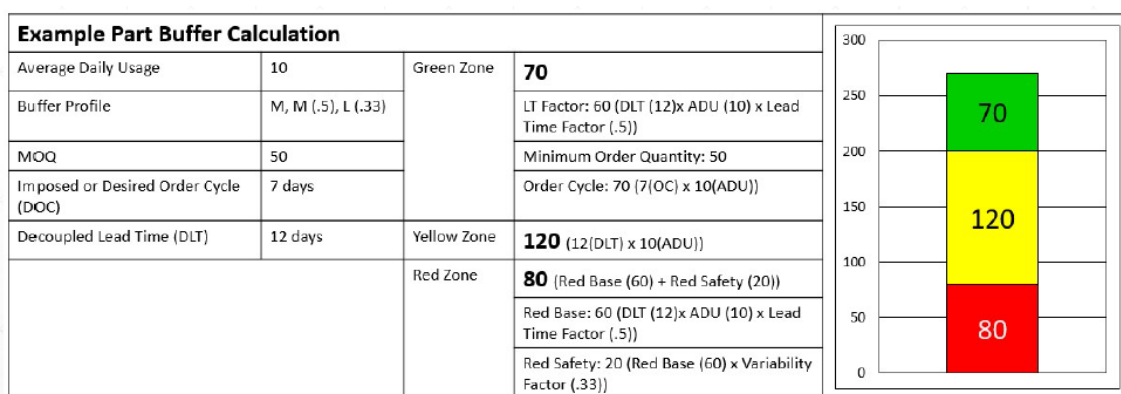 Example Part Buffer Calculation
Average Daily Usage
10
Green Zone
70
Buffer Profile
M, M (.5), L (.33)
LT Factor: 60 (DLT (12)x ADU (10) x Lead
Time Factor (.5))
MOQ
50
Minimum Order Quantity: 50
Imposed or Desired Order Cycle
(DOC)
7 days
Order Cycle: 70 (7(OC) x 10(ADU))
Decoupled Lead Time (DLT)
12 days
Yellow Zone
120 (12(DLT) x 10(ADU))
Red Zone
80 (Red Base (60) + Red Safety (20))
Red Base: 60 (DLT (12)x ADU (10) x Lead
Time Factor (.5))
Red Safety: 20 (Red Base (60) x Variability
Factor (.33))
300
250
200
150
100
50
0
70
120
80